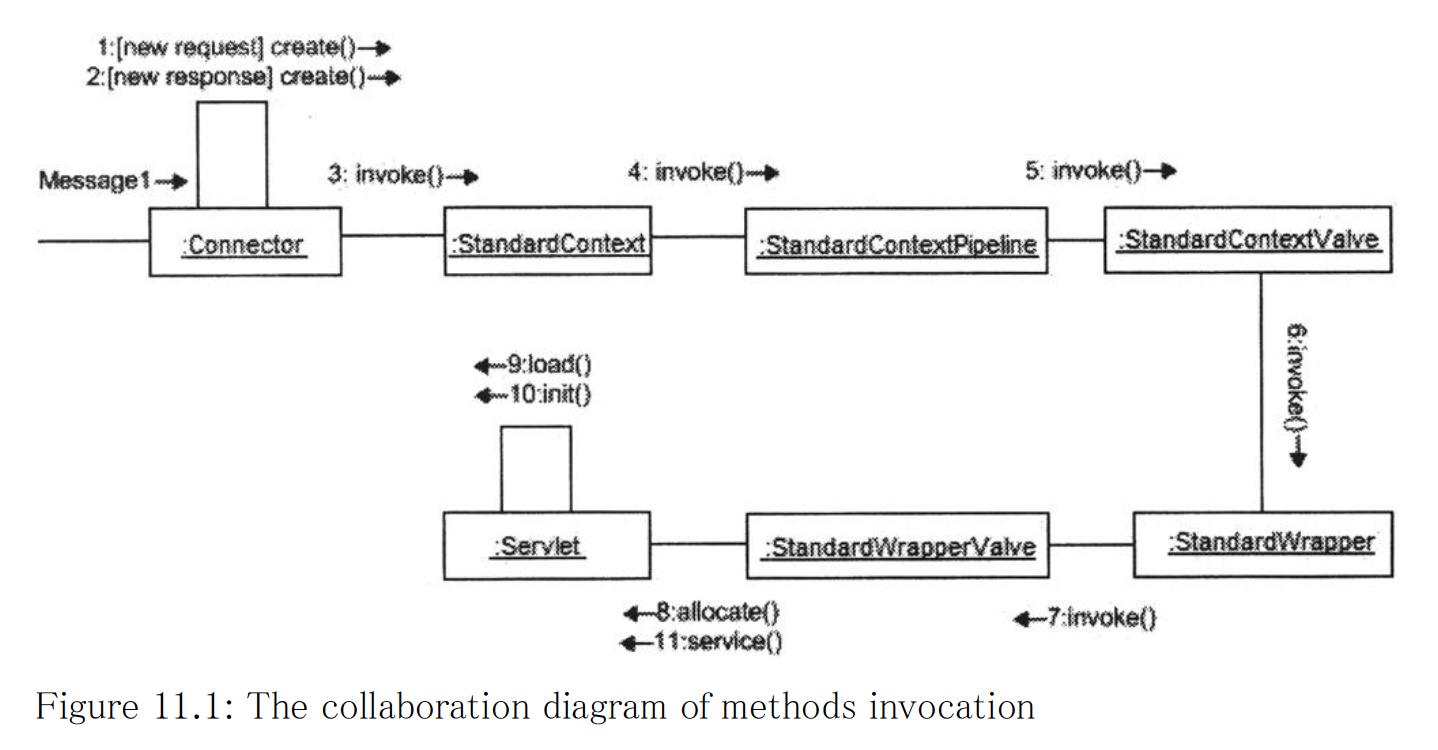 1:[new request] create()
2:[new response] create()
Message1
3: invoke()
4: invoke()
5: invoke()
:Connector
:StandardContext
:StandardContextPipeline
:StandardContextValve
6:invoke()
9:load()
10:init()
:Servlet
:StandardWrapperValve
:StandardWrapper
8:allocate()
11:service()
7:invoke()
Figure 11.1: The collaboration diagram of methods invocation